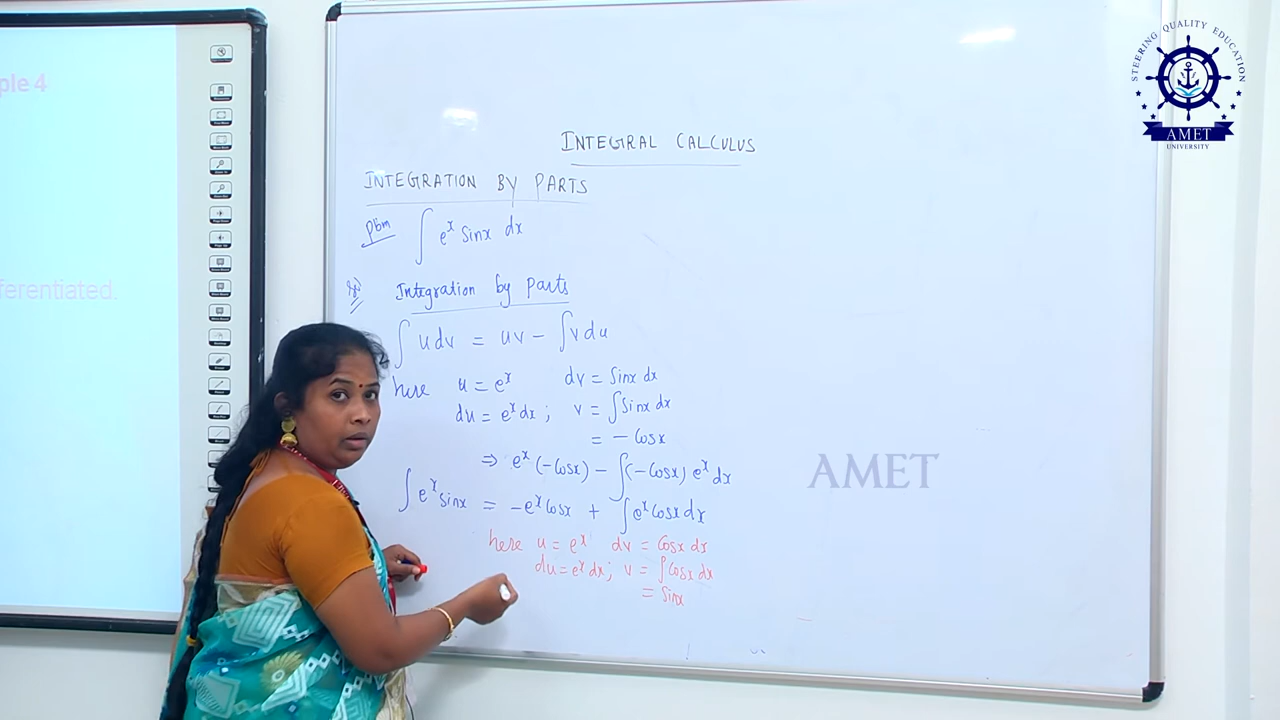 ple 4
ferentiated.
STEERING QUALITY EDUCATION
AMET
UNIVERSITY
INTEGRAL CALCULUS
INTEGRATION BY PARTS
Pbm ∫ e^x Sinx dx
Integration by parts
∫ u dv = uv − ∫ v du
here u = e^x dv = Sinx dx
du = e^x dx ; v = ∫ Sinx dx
= − Cosx
⇒ e^x (−Cosx) − ∫ (−Cosx) e^x dx
∫ e^x sinx = −e^x Cosx + ∫ e^x Cosx dx
here u = e^x dv = Cosx dx
du = e^x dx ; v = ∫ Cosx dx
= Sinx
AMET